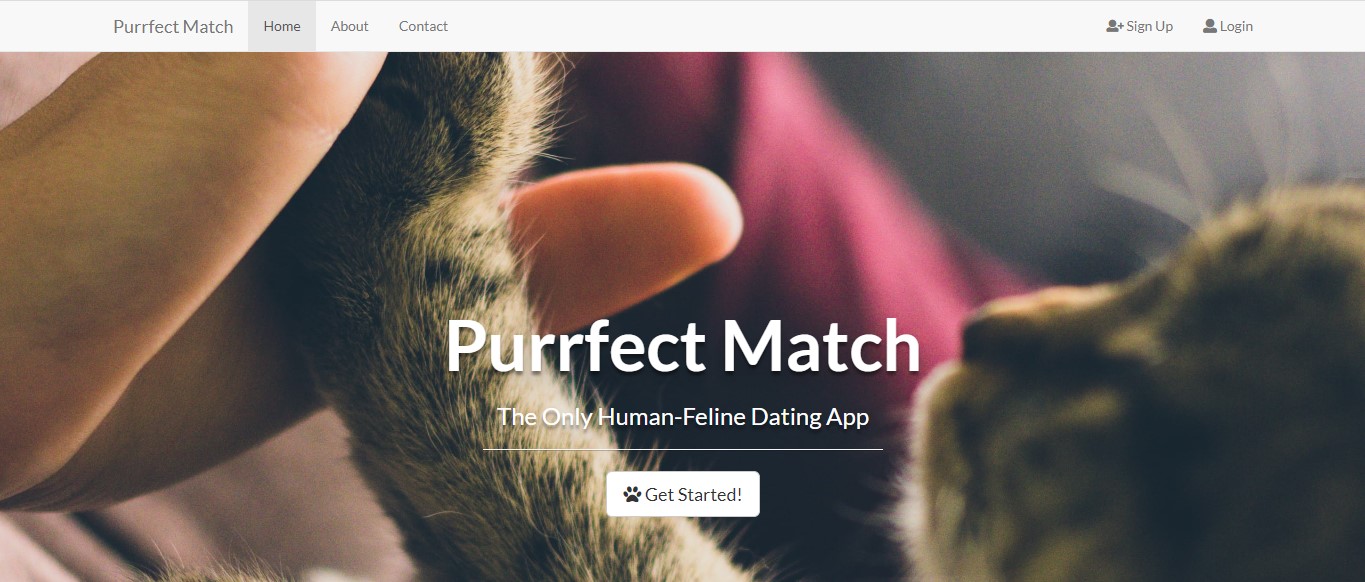 Purrfect Match Home About Contact Sign Up Login
Purrfect Match
The Only Human-Feline Dating App
Get Started!